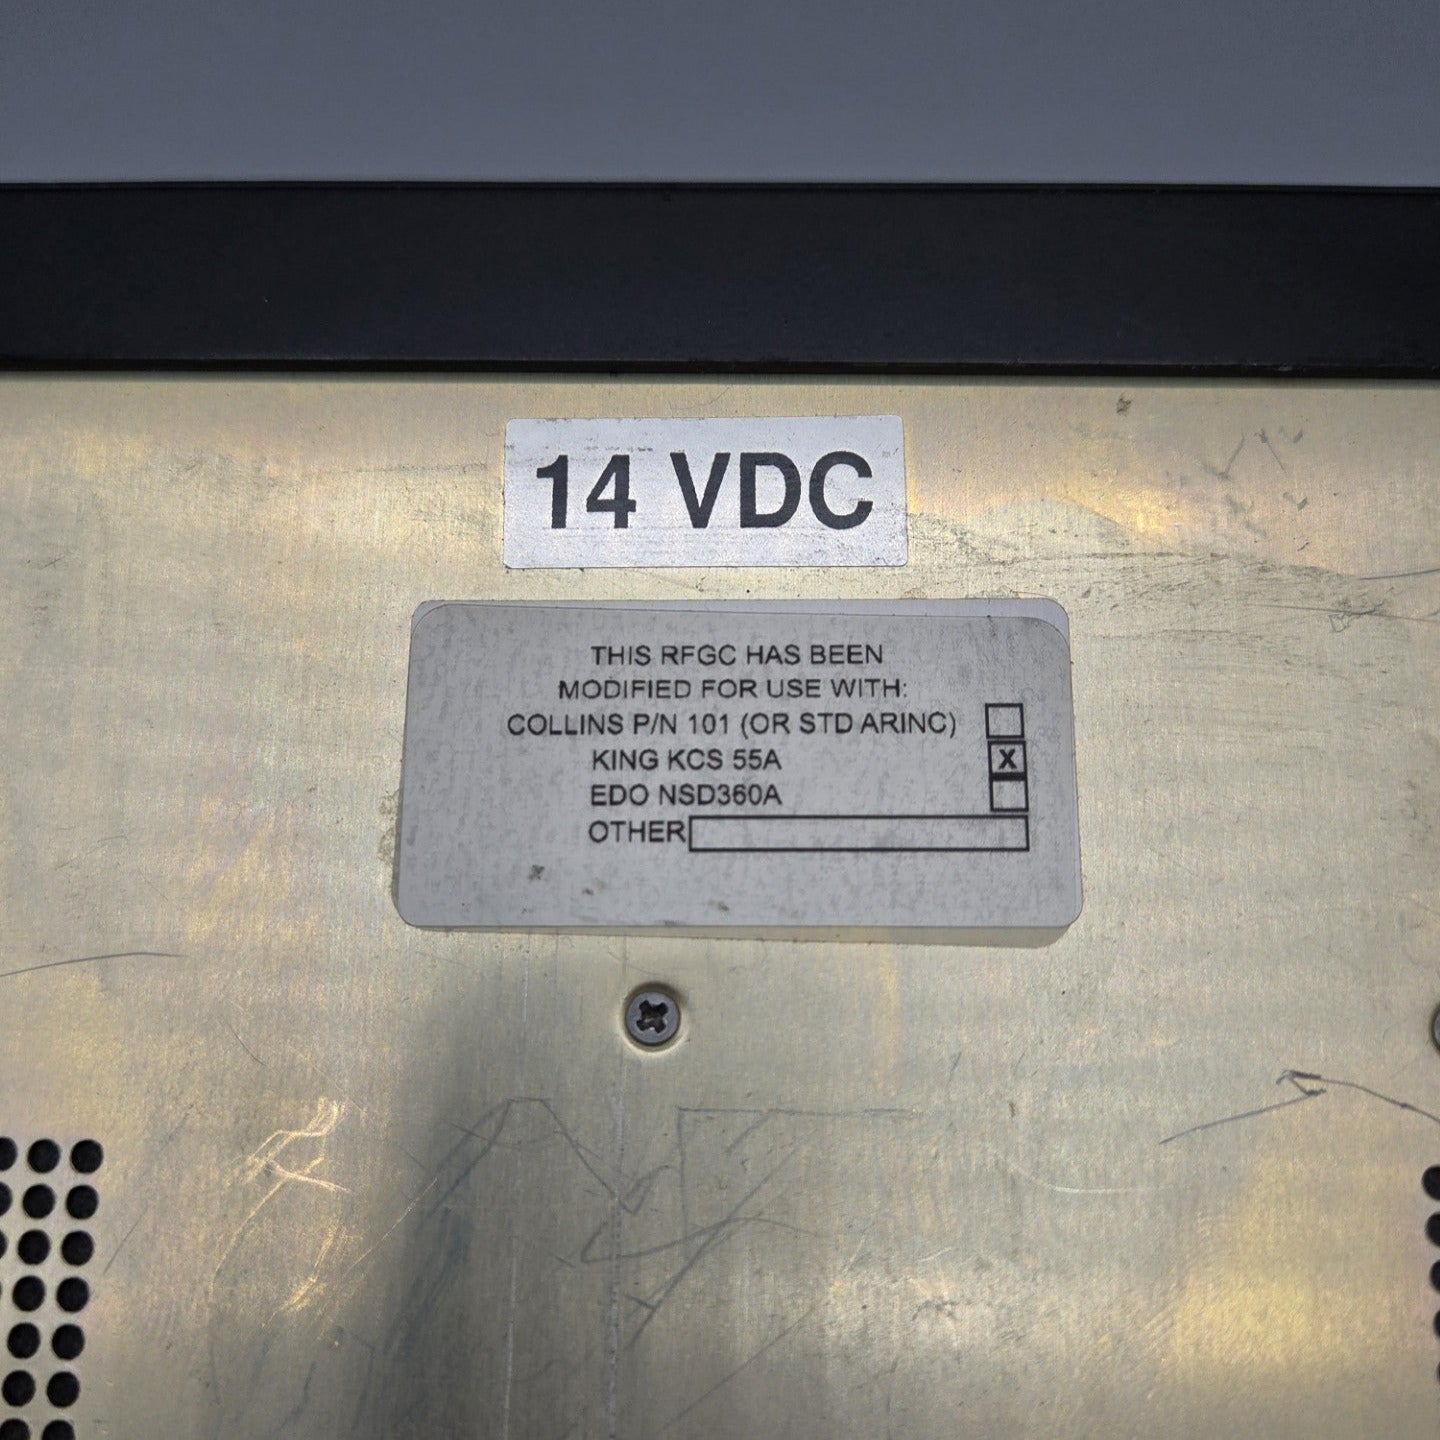 14 VDC
THIS RFGC HAS BEEN
MODIFIED FOR USE WITH:
COLLINS P/N 101 (OR STD ARINC)
KING KCS 55A X
EDO NSD360A
OTHER